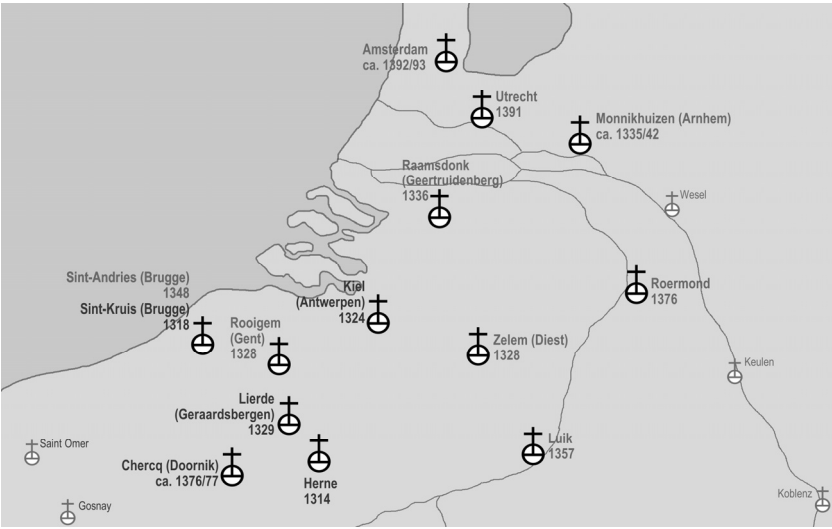 Amsterdam
ca. 1392/93
Utrecht
1391
Monnikhuizen (Arnhem)
ca. 1335/42
Raamsdonk
(Geertruidenberg)
1336
Wesel
Sint-Andries (Brugge)
1348
Sint-Kruis (Brugge)
1318
Kiel
(Antwerpen)
1324
Roermond
1376
Rooigem
(Gent)
1328
Zelem (Diest)
1328
Keulen
Lierde
(Geraardsbergen)
1329
Saint Omer
Luik
1357
Chercq (Doornik)
ca. 1376/77
Herne
1314
Koblenz
Gosnay